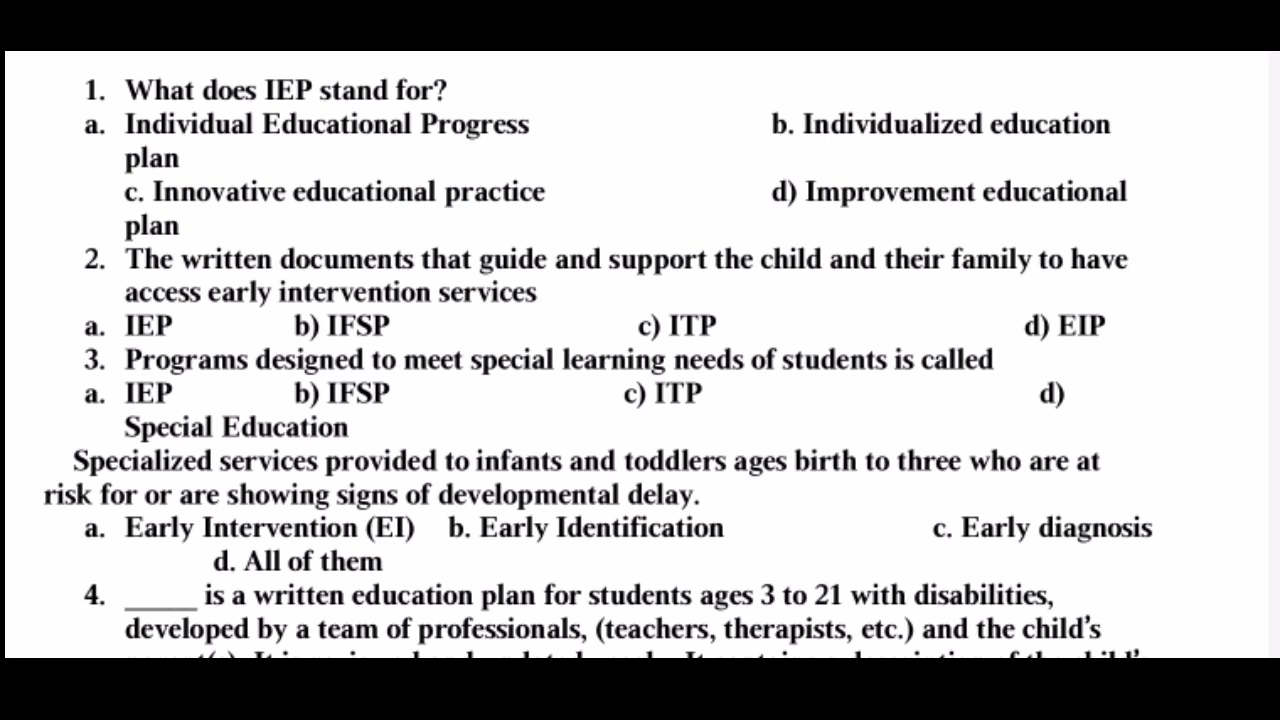 1. What does IEP stand for?
a. Individual Educational Progress b. Individualized education
plan
c. Innovative educational practice d) Improvement educational
plan
2. The written documents that guide and support the child and their family to have
access early intervention services
a. IEP b) IFSP c) ITP d) EIP
3. Programs designed to meet special learning needs of students is called
a. IEP b) IFSP c) ITP d)
Special Education
Specialized services provided to infants and toddlers ages birth to three who are at
risk for or are showing signs of developmental delay.
a. Early Intervention (EI) b. Early Identification c. Early diagnosis
d. All of them
4. _____ is a written education plan for students ages 3 to 21 with disabilities,
developed by a team of professionals, (teachers, therapists, etc.) and the child's